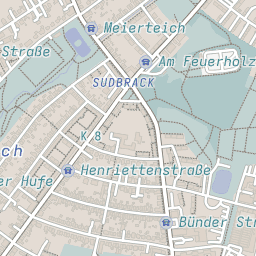 Meierteich
Straße
Am Feuerholz
SUDBRACK
K 8
ch
Henriettenstraße
er Hufe
Bünder Str